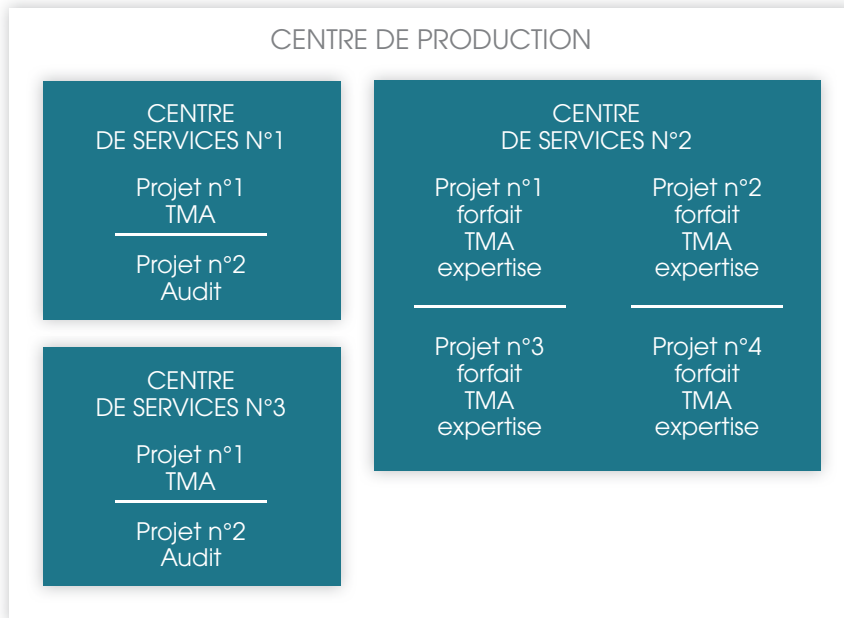 CENTRE DE PRODUCTION
CENTRE
DE SERVICES N°1
Projet n°1
TMA
Projet n°2
Audit
CENTRE
DE SERVICES N°2
Projet n°1
forfait
TMA
expertise
Projet n°2
forfait
TMA
expertise
Projet n°3
forfait
TMA
expertise
Projet n°4
forfait
TMA
expertise
CENTRE
DE SERVICES N°3
Projet n°1
TMA
Projet n°2
Audit